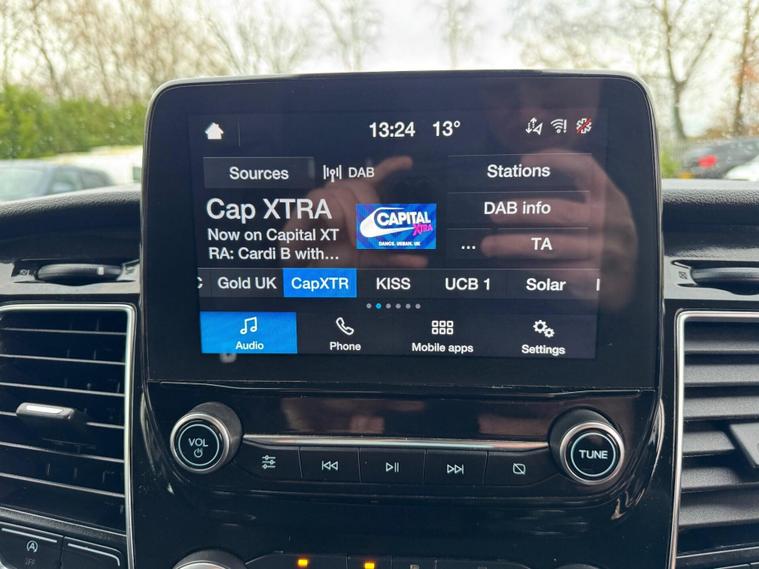 13:24 13°
Sources DAB Stations
Cap XTRA
Now on Capital XT
RA: Cardi B with...
CAPITAL
XTRA
DANCE. URBAN. UK.
DAB info
... TA
C Gold UK CapXTR KISS UCB 1 Solar
Audio Phone Mobile apps Settings
VOL
TUNE
A
OFF